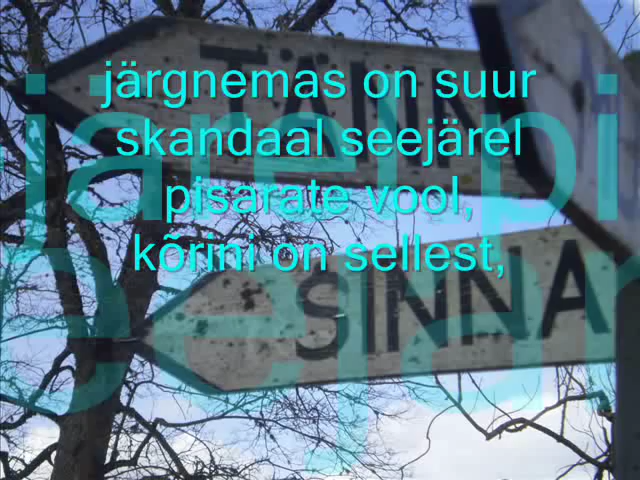 järgnemas on suur
skandaal seejärel
pisarate vool,
kõrini on sellest,
SINNA